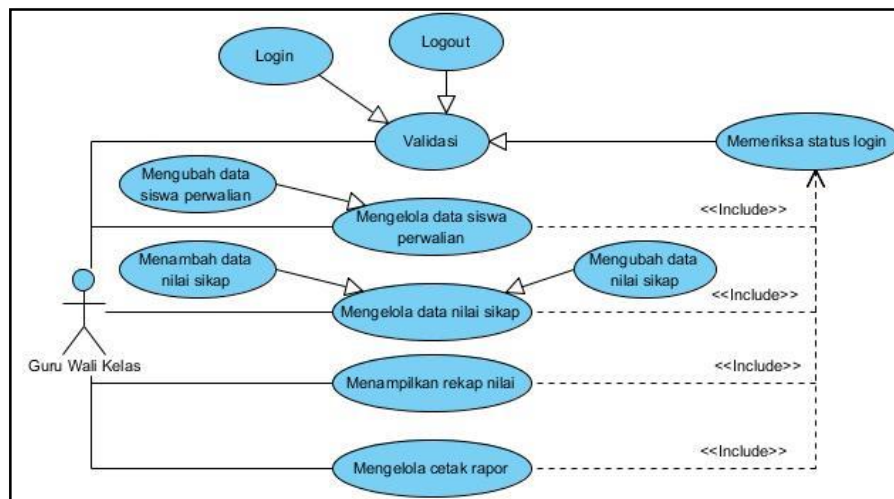 Login
Logout
Validasi
Memeriksa status login
Mengubah data
siswa perwalian
Mengelola data siswa
perwalian
<<Include>>
Menambah data
nilai sikap
Mengubah data
nilai sikap
Mengelola data nilai sikap
<<Include>>
Guru Wali Kelas
Menampilkan rekap nilai
<<Include>>
Mengelola cetak rapor
<<Include>>